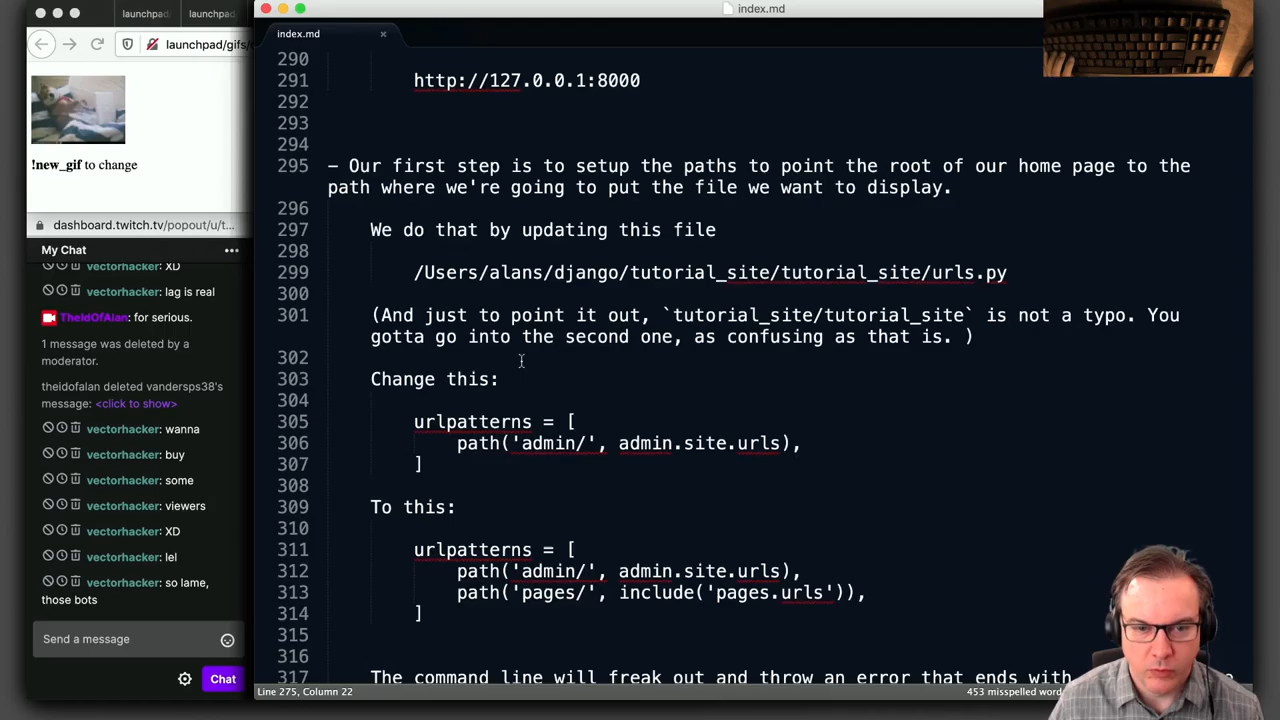 launchpad
launchpad
index.md
launchpad/gifs/
index.md
290
291 http://127.0.0.1:8000
292
293
294
295 - Our first step is to setup the paths to point the root of our home page to the
path where we're going to put the file we want to display.
296
297 We do that by updating this file
298
299 /Users/alans/django/tutorial_site/tutorial_site/urls.py
300
301 (And just to point it out, `tutorial_site/tutorial_site` is not a typo. You
gotta go into the second one, as confusing as that is. )
302
303 Change this:
304
305 urlpatterns = [
306 path('admin/', admin.site.urls),
307 ]
308
309 To this:
310
311 urlpatterns = [
312 path('admin/', admin.site.urls),
313 path('pages/', include('pages.urls')),
314 ]
315
316
317 The command line will freak out and throw an error that ends with
Line 275, Column 22
453 misspelled
!new_gif to change
dashboard.twitch.tv/popout/u/t...
My Chat
vectorhacker: XD
vectorhacker: lag is real
TheIdOfAlan: for serious.
1 message was deleted by a
moderator.
theidofalan deleted vandersps38's
message: <click to show>
vectorhacker: wanna
vectorhacker: buy
vectorhacker: some
vectorhacker: viewers
vectorhacker: XD
vectorhacker: lel
vectorhacker: so lame,
those bots
Send a message
Chat